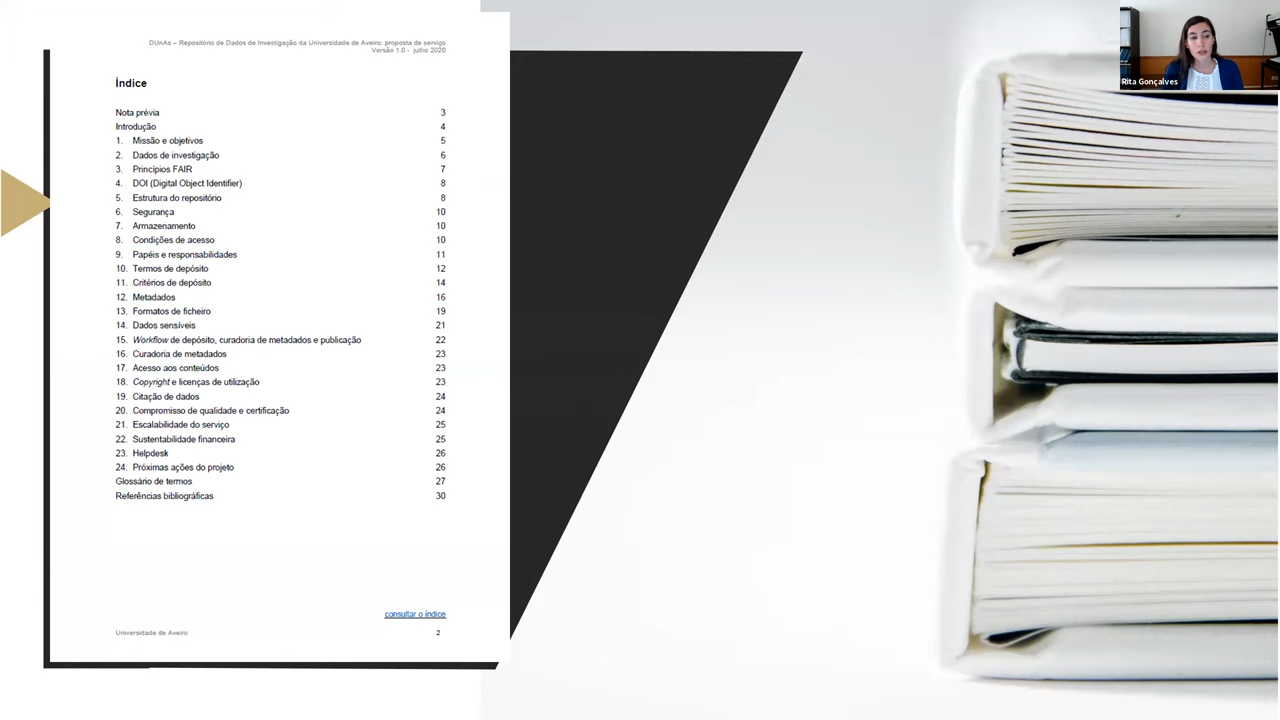 DUnAs – Repositório de Dados de Investigação da Universidade de Aveiro: proposta de serviço
Versão 1.0 - julho 2020
Índice
Nota prévia 3
Introdução 4
1. Missão e objetivos 5
2. Dados de investigação 6
3. Princípios FAIR 7
4. DOI (Digital Object Identifier) 8
5. Estrutura do repositório 8
6. Segurança 10
7. Armazenamento 10
8. Condições de acesso 10
9. Papéis e responsabilidades 11
10. Termos de depósito 12
11. Critérios de depósito 14
12. Metadados 16
13. Formatos de ficheiro 19
14. Dados sensíveis 21
15. Workflow de depósito, curadoria de metadados e publicação 22
16. Curadoria de metadados 23
17. Acesso aos conteúdos 23
18. Copyright e licenças de utilização 23
19. Citação de dados 24
20. Compromisso de qualidade e certificação 24
21. Escalabilidade do serviço 25
22. Sustentabilidade financeira 25
23. Helpdesk 26
24. Próximas ações do projeto 26
Glossário de termos 27
Referências bibliográficas 30
consultar o índice
Universidade de Aveiro 2
Rita Gonçalves